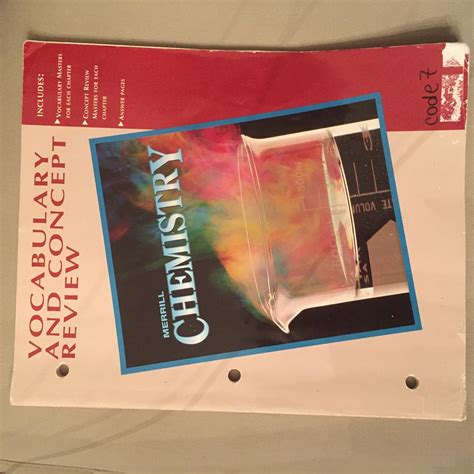 VOCABULARY
AND CONCEPT
REVIEW
INCLUDES:
▸VOCABULARY MASTERS
FOR EACH CHAPTER
▸CONCEPT REVIEW
MASTERS FOR EACH
CHAPTER
▸ANSWER PAGES
MERRILL
CHEMISTRY
code 7